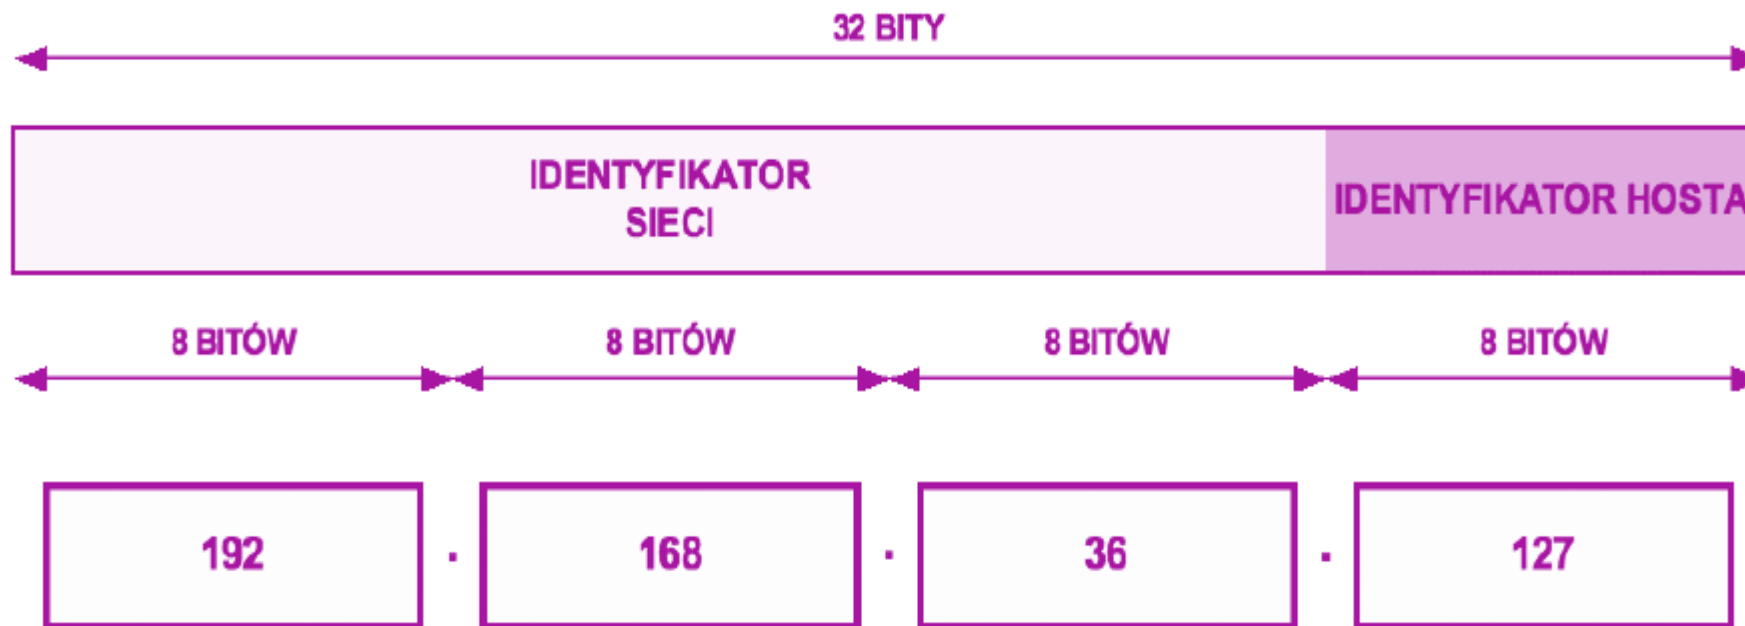 32 BITY
IDENTYFIKATOR
SIECI
IDENTYFIKATOR HOSTA
8 BITÓW 8 BITÓW 8 BITÓW 8 BITÓW
192 . 168 . 36 . 127